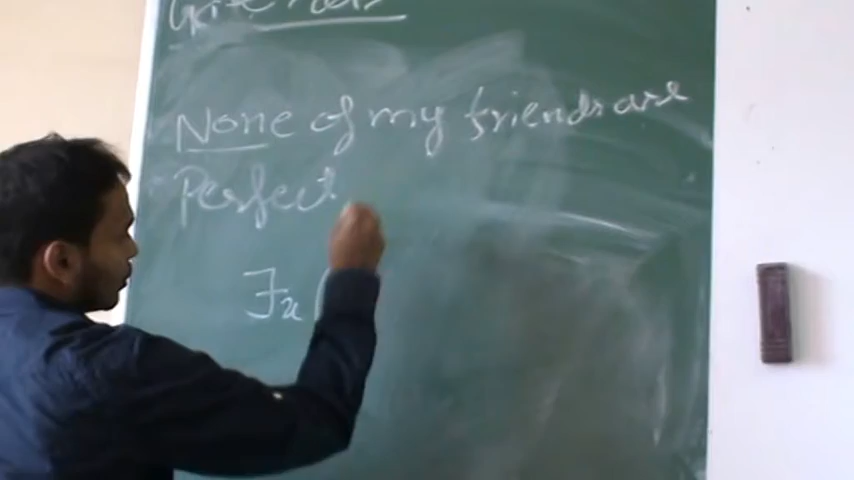 None of my friends are
Perfect.
∃x (